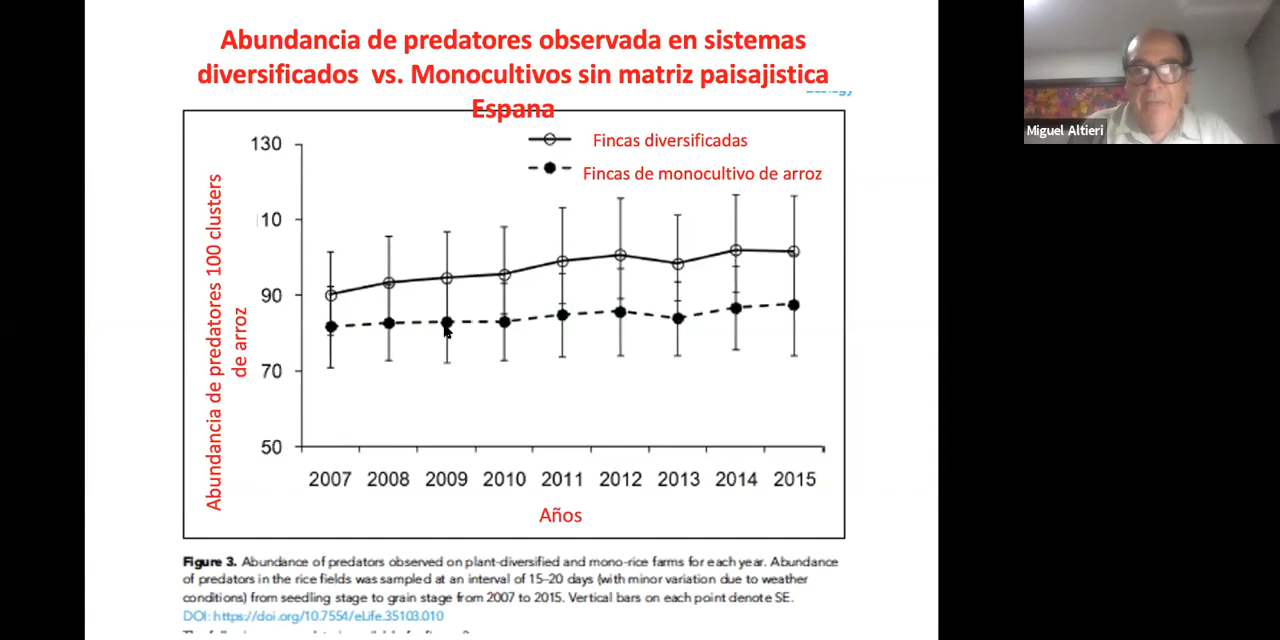 Abundancia de predatores observada en sistemas
diversificados vs. Monocultivos sin matriz paisajistica
Espana
Miguel Altieri
Fincas diversificadas
Fincas de monocultivo de arroz
Abundancia de predatores 100 clusters
de arroz
130
10
90
70
50
2007 2008 2009 2010 2011 2012 2013 2014 2015
Años
Figure 3. Abundance of predators observed on plant-diversified and mono-rice farms for each year. Abundance
of predators in the rice fields was sampled at an interval of 15–20 days (with minor variation due to weather
conditions) from seedling stage to grain stage from 2007 to 2015. Vertical bars on each point denote SE.
DOI: https://doi.org/10.7554/eLife.35103.010